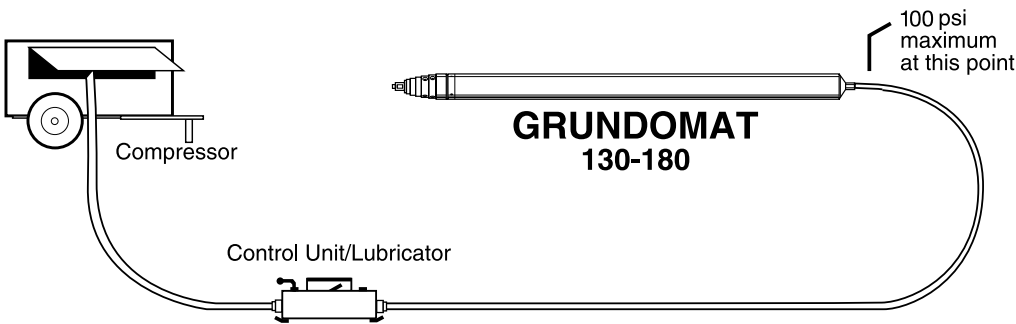 100 psi
maximum
at this point
GRUNDOMAT
130-180
Compressor
Control Unit/Lubricator